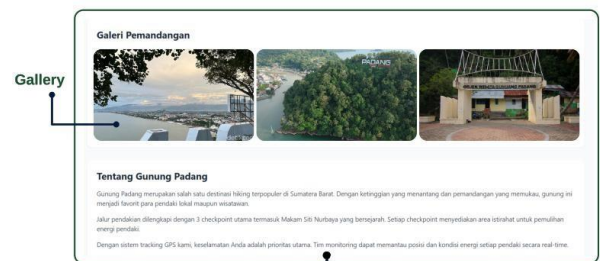 Galeri Pemandangan
Gallery
PADANG
Tentang Gunung Padang
Gunung Padang merupakan salah satu destinasi hiking terpopuler di Sumatera Barat. Dengan ketinggian yang menantang dan pemandangan yang memukau, gunung ini
menjadi favorit para pendaki lokal maupun wisatawan.
Jalur pendakian dilengkapi dengan 3 checkpoint utama termasuk Makam Siti Nurbaya yang bersejarah. Setiap checkpoint menyediakan area istirahat untuk pemulihan
energi pendaki.
Dengan sistem tracking GPS kami, keselamatan Anda adalah prioritas utama. Tim monitoring dapat memantau posisi dan kondisi energi setiap pendaki secara real-time.